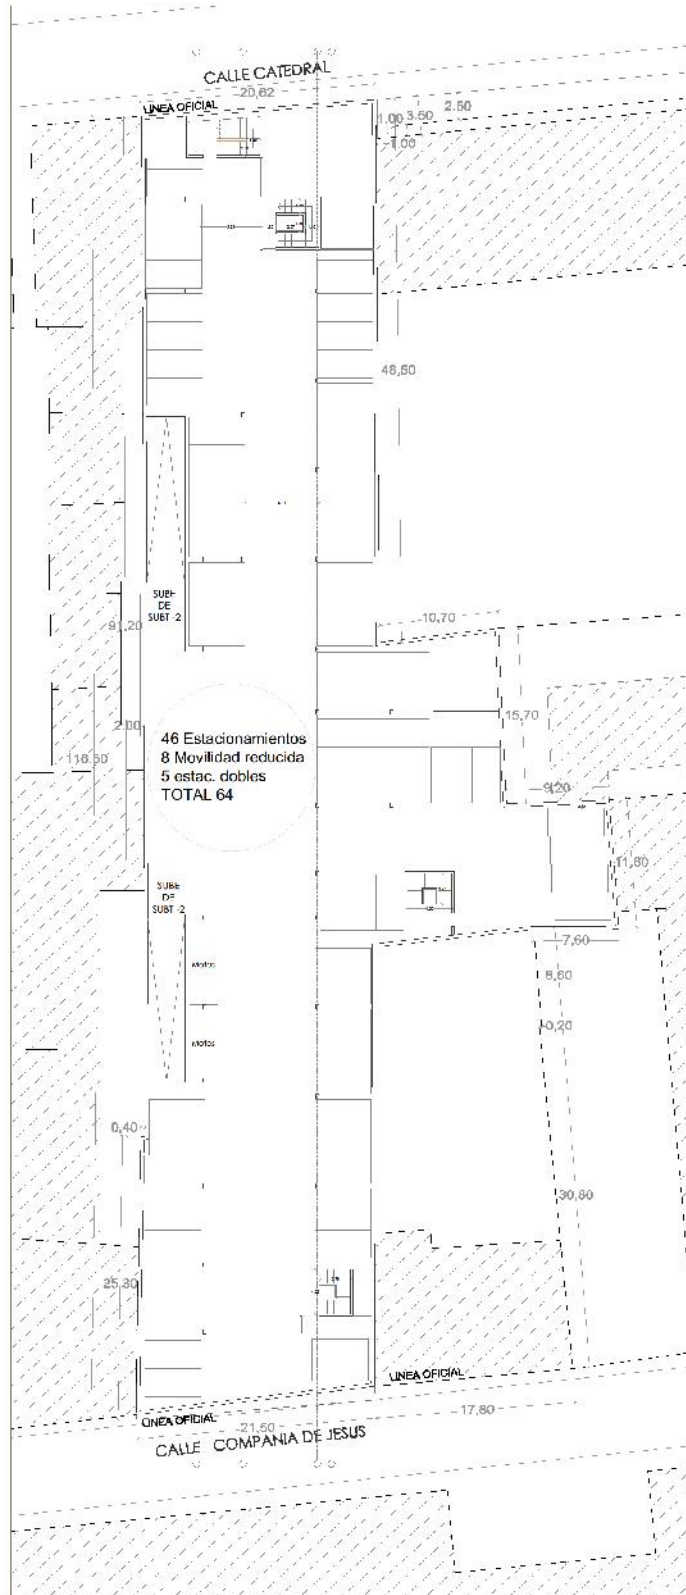 CALLE CATEDRAL
20,62
LINEA OFICIAL
2.50
3.50
1.00
1.00
48,50
SUBE
DE
SUBT -2
91,20
10,70
15,70
2.00
118,50
46 Estacionamientos
8 Movilidad reducida
5 estac. dobles
TOTAL 64
9,20
11,80
SUBE
DE
SUBT -2
7,60
Motos
8,60
0,20
Motos
0,40
30,80
25,30
LINEA OFICIAL
17,80
LINEA OFICIAL
21,50
CALLE COMPANIA DE JESUS